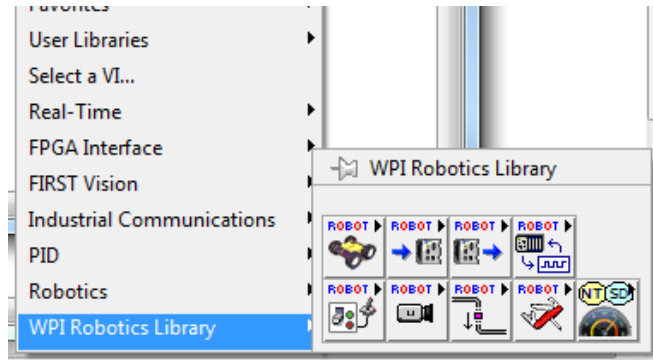 Favorites
User Libraries
Select a VI...
Real-Time
FPGA Interface
FIRST Vision
Industrial Communications
PID
Robotics
WPI Robotics Library
WPI Robotics Library
ROBOT ROBOT ROBOT ROBOT
ROBOT ROBOT ROBOT ROBOT NT SD